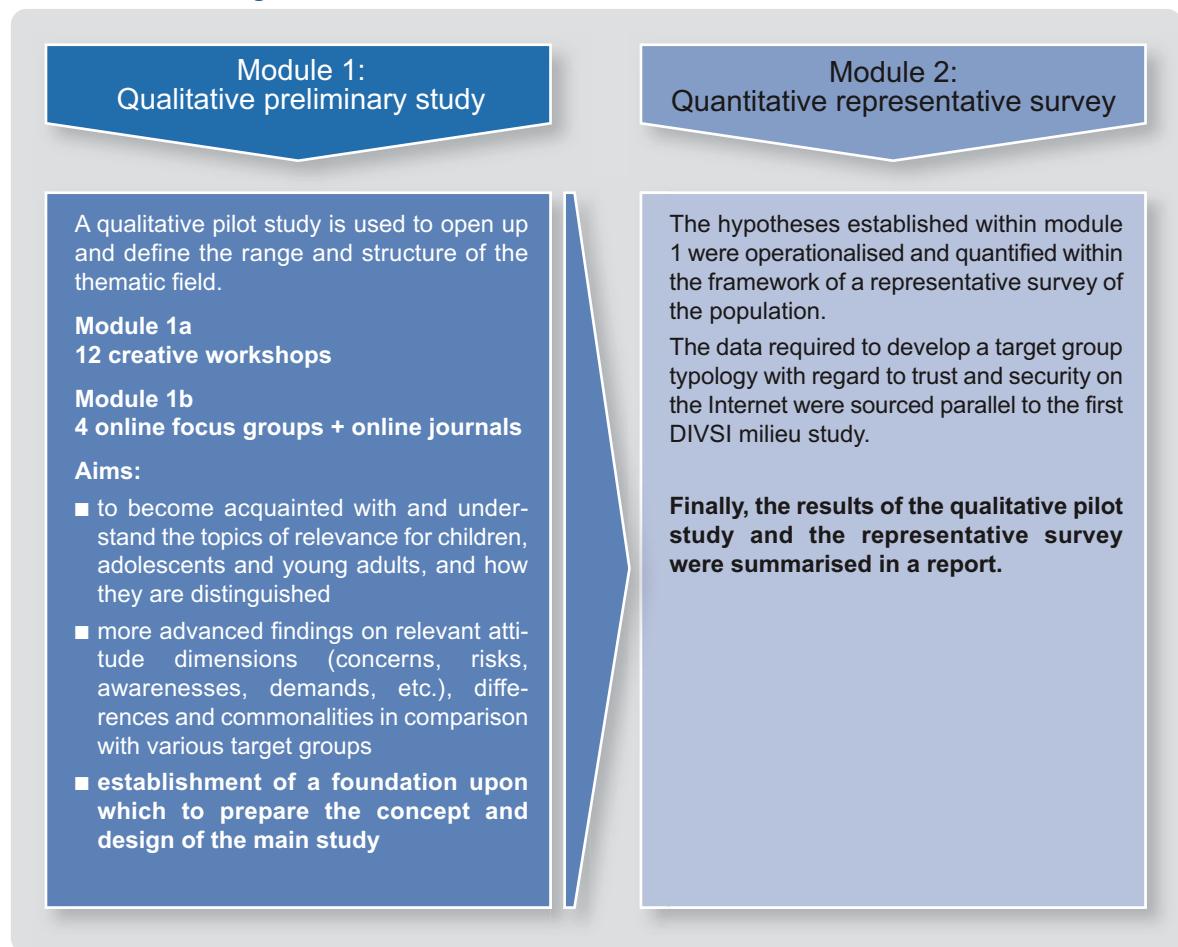 Module 1:
Qualitative preliminary study
A qualitative pilot study is used to open up
and define the range and structure of the
thematic field.
Module 1a
12 creative workshops
Module 1b
4 online focus groups + online journals
Aims:
■ to become acquainted with and under-
stand the topics of relevance for children,
adolescents and young adults, and how
they are distinguished
■ more advanced findings on relevant atti-
tude dimensions (concerns, risks,
awarenesses, demands, etc.), diffe-
rences and commonalities in comparison
with various target groups
■ establishment of a foundation upon
which to prepare the concept and
design of the main study
Module 2:
Quantitative representative survey
The hypotheses established within module
1 were operationalised and quantified within
the framework of a representative survey of
the population.
The data required to develop a target group
typology with regard to trust and security on
the Internet were sourced parallel to the first
DIVSI milieu study.
Finally, the results of the qualitative pilot
study and the representative survey
were summarised in a report.